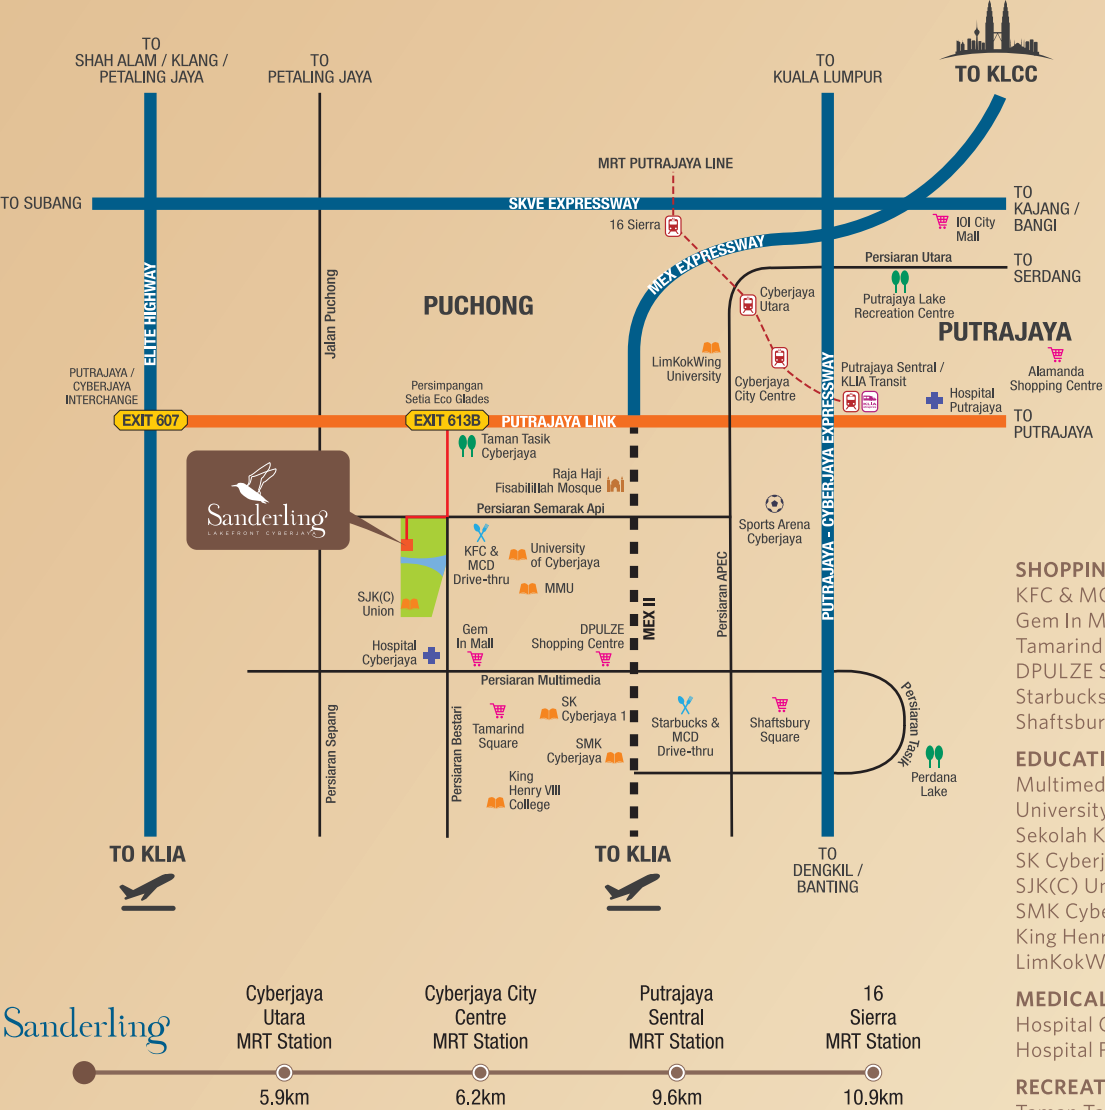 TO
SHAH ALAM / KLANG /
PETALING JAYA
TO
PETALING JAYA
TO
KUALA LUMPUR
TO KLCC
MRT PUTRAJAYA LINE
TO SUBANG
SKVE EXPRESSWAY
TO
KAJANG /
BANGI
16 Sierra
IOI City
Mall
MEX EXPRESSWAY
Persiaran Utara
TO
SERDANG
ELITE HIGHWAY
Jalan Puchong
PUCHONG
Cyberjaya
Utara
Putrajaya Lake
Recreation Centre
PUTRAJAYA
LimKokWing
University
Cyberjaya
City Centre
Putrajaya Sentral /
KLIA Transit
Alamanda
Shopping Centre
Hospital
Putrajaya
PUTRAJAYA /
CYBERJAYA
INTERCHANGE
Persimpangan
Setia Eco Glades
EXIT 607
EXIT 613B
PUTRAJAYA LINK
TO
PUTRAJAYA
PUTRAJAYA - CYBERJAYA EXPRESSWAY
Taman Tasik
Cyberjaya
Raja Haji
Fisabilillah Mosque
Sanderling
LAKEFRONT CYBERJAYA
Persiaran Semarak Api
Sports Arena
Cyberjaya
KFC &
MCD
Drive-thru
University
of Cyberjaya
MMU
Persiaran APEC
SJK(C)
Union
MEX II
Hospital
Cyberjaya
Gem
In Mall
DPULZE
Shopping Centre
Persiaran Multimedia
Persiaran Sepang
Persiaran Bestari
Tamarind
Square
SK
Cyberjaya 1
SMK
Cyberjaya
King
Henry VIII
College
Starbucks &
MCD
Drive-thru
Shaftsbury
Square
Persiaran Tasik
Perdana
Lake
TO KLIA
TO KLIA
TO
DENGKIL /
BANTING
SHOPPIN
KFC & MC
Gem In M
Tamarind
DPULZE S
Starbucks
Shaftsbur
EDUCATI
Multimed
University
Sekolah K
SK Cyberj
SJK(C) Un
SMK Cybe
King Henr
LimKokW
MEDICAL
Hospital C
Hospital P
RECREAT
Sanderling
Cyberjaya
Utara
MRT Station
5.9km
Cyberjaya City
Centre
MRT Station
6.2km
Putrajaya
Sentral
MRT Station
9.6km
16
Sierra
MRT Station
10.9km